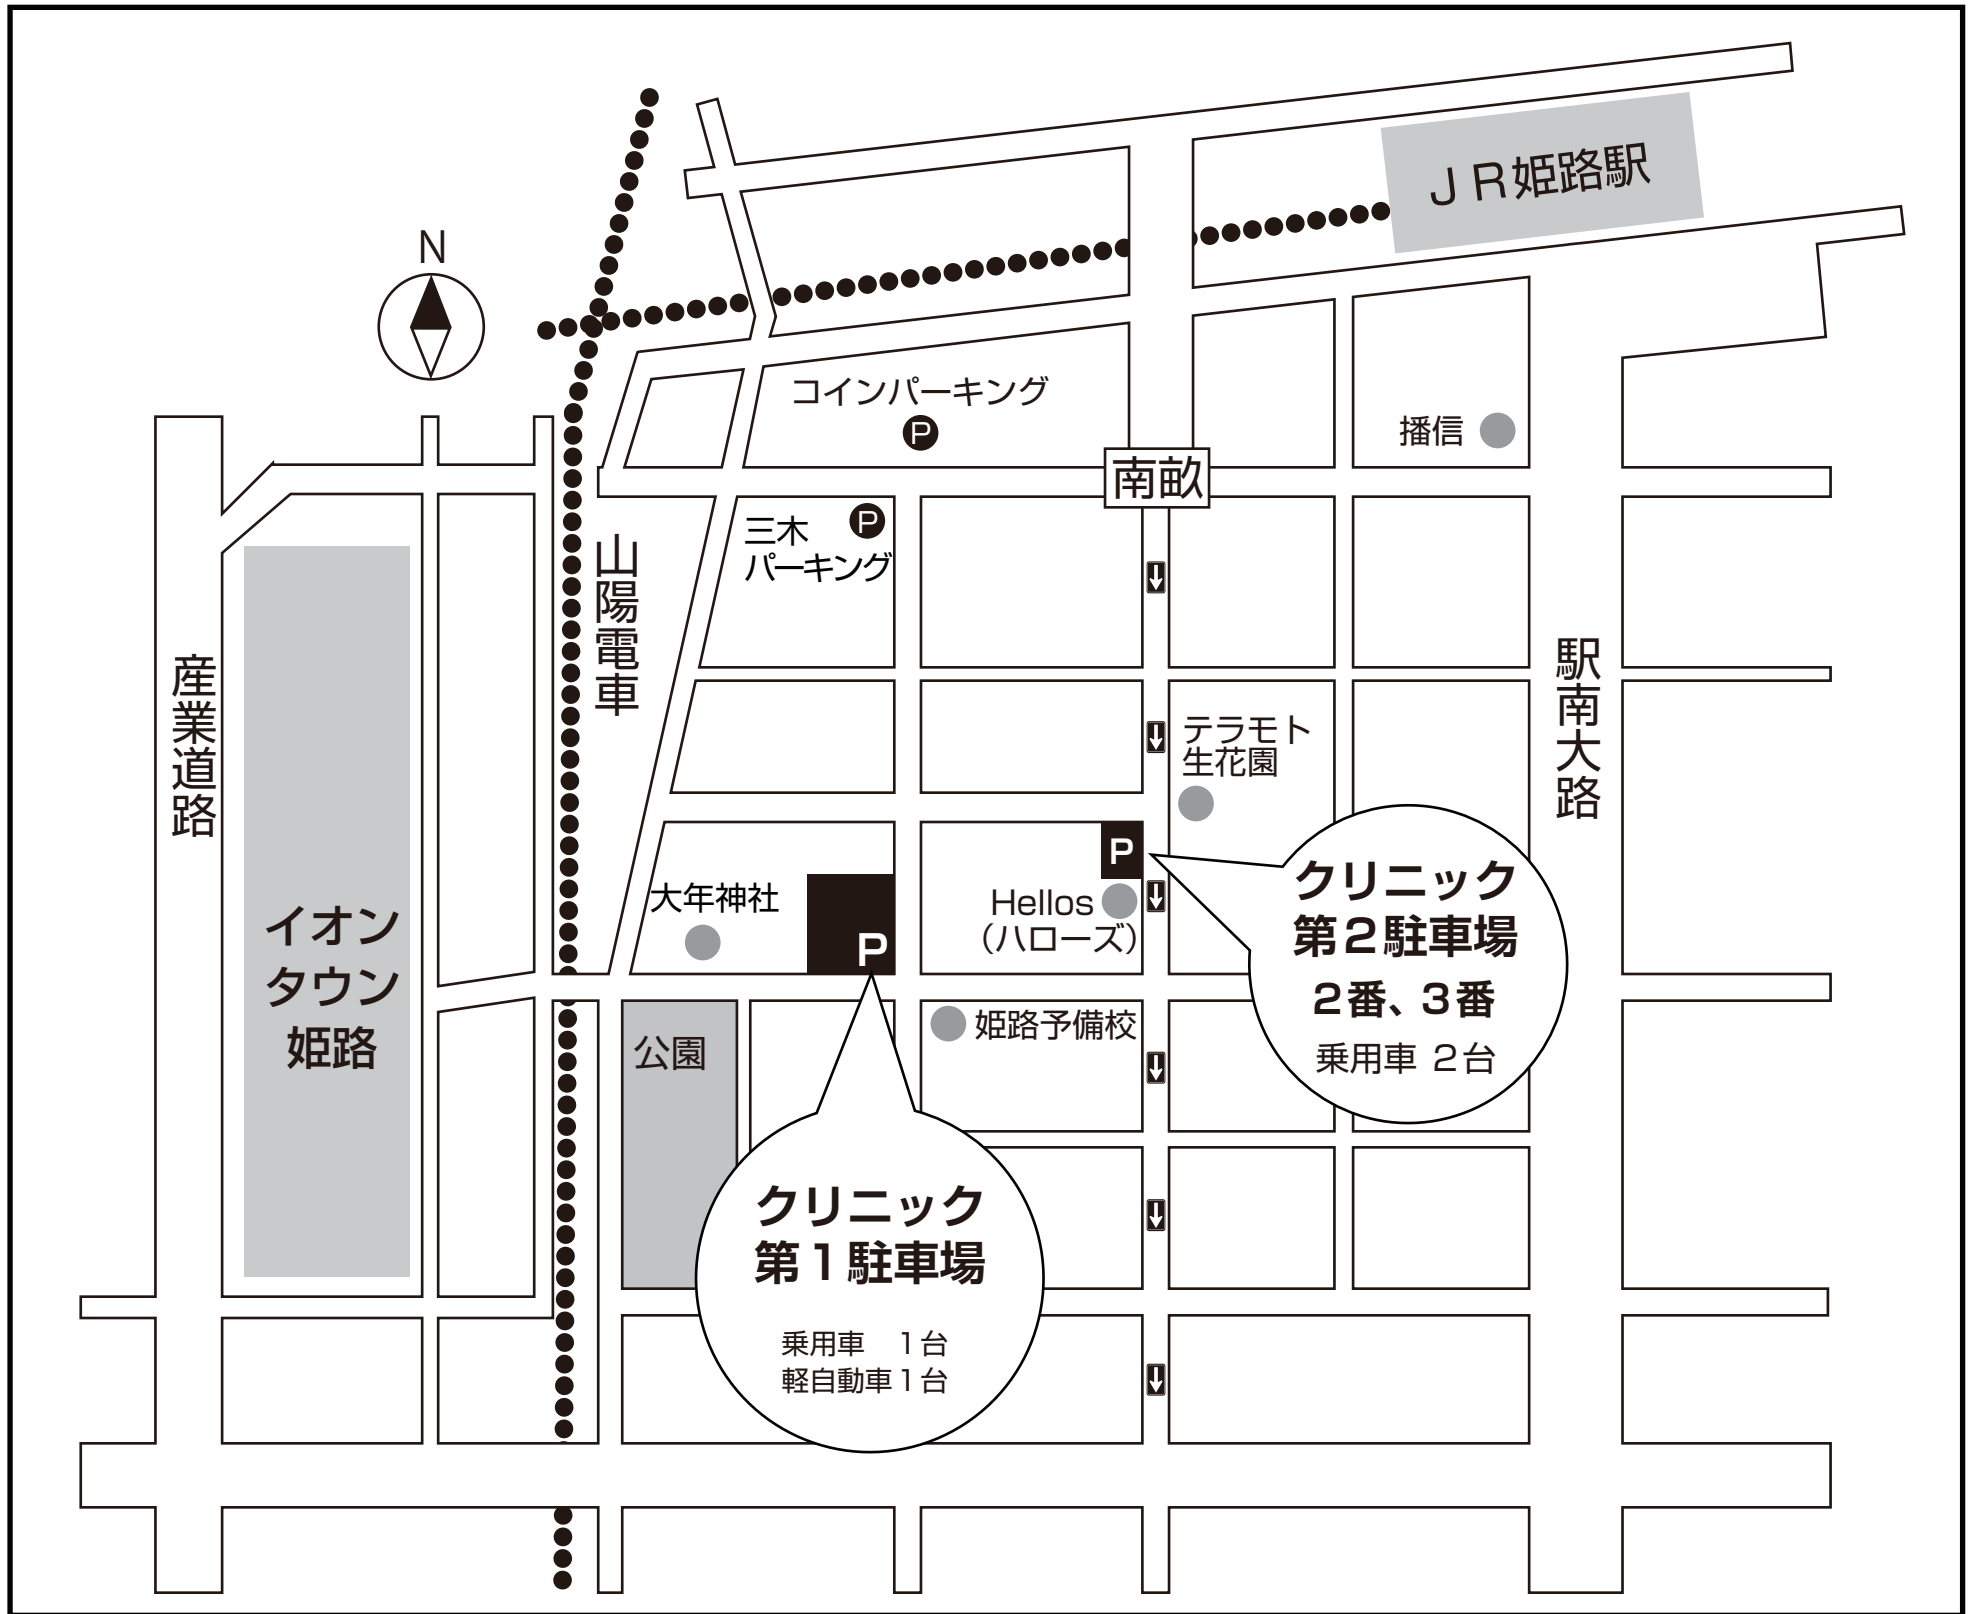 ＪＲ姫路駅
N
コインパーキング
P
播信
南畝
三木
パーキング
P
山陽電車
産業道路
駅南大路
テラモト
生花園
P
クリニック
第２駐車場
２番、３番
乗用車 ２台
大年神社
P
Hellos
（ハローズ）
イオン
タウン
姫路
公園
姫路予備校
クリニック
第１駐車場
乗用車　１台
軽自動車１台